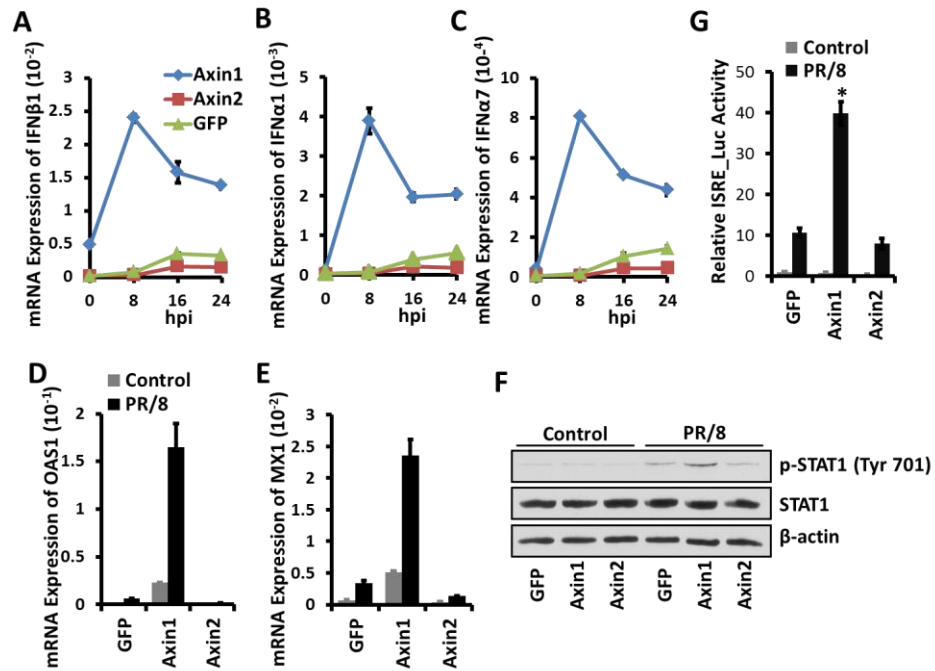 A
mRNA Expression of IFNβ1 (10-2)
3
2.5
2
1.5
1
0.5
0
0 8 16 24
hpi
Axin1
Axin2
GFP
B
mRNA Expression of IFNα1 (10-3)
5
4
3
2
1
0
0 8 16 24
hpi
C
mRNA Expression of IFNα7 (10-4)
10
8
6
4
2
0
0 8 16 24
hpi
G
Control
PR/8
Relative ISRE_Luc Activity
50
40
30
20
10
0
*
GFP
Axin1
Axin2
D
Control
PR/8
mRNA Expression of OAS1 (10-1)
2
1.5
1
0.5
0
GFP
Axin1
Axin2
E
mRNA Expression of MX1 (10-2)
3
2.5
2
1.5
1
0.5
0
GFP
Axin1
Axin2
F
Control PR/8
p-STAT1 (Tyr 701)
STAT1
β-actin
GFP
Axin1
Axin2
GFP
Axin1
Axin2